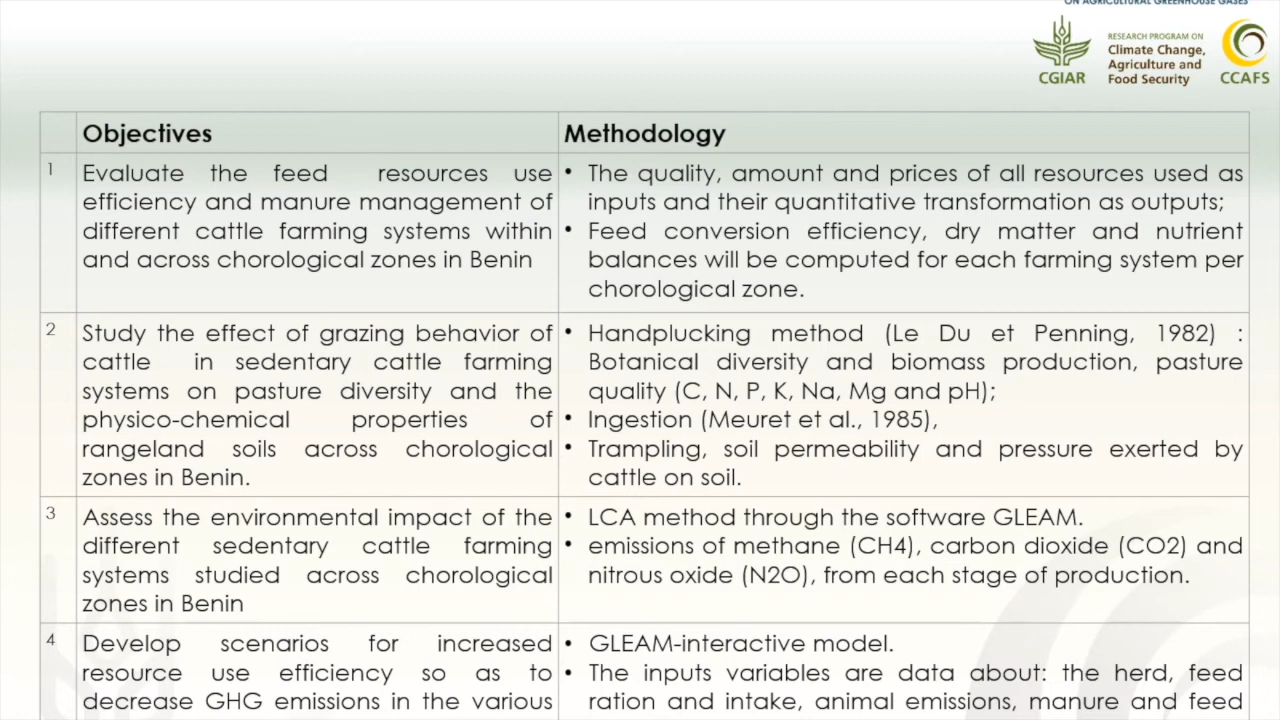 ON AGRICULTURAL GREENHOUSE GASES
CGIAR
RESEARCH PROGRAM ON
Climate Change,
Agriculture and
Food Security
CCAFS
Objectives
Methodology
1
Evaluate the feed resources use
efficiency and manure management of
different cattle farming systems within
and across chorological zones in Benin
• The quality, amount and prices of all resources used as
inputs and their quantitative transformation as outputs;
• Feed conversion efficiency, dry matter and nutrient
balances will be computed for each farming system per
chorological zone.
2
Study the effect of grazing behavior of
cattle in sedentary cattle farming
systems on pasture diversity and the
physico-chemical properties of
rangeland soils across chorological
zones in Benin.
• Handplucking method (Le Du et Penning, 1982) :
Botanical diversity and biomass production, pasture
quality (C, N, P, K, Na, Mg and pH);
• Ingestion (Meuret et al., 1985),
• Trampling, soil permeability and pressure exerted by
cattle on soil.
3
Assess the environmental impact of the
different sedentary cattle farming
systems studied across chorological
zones in Benin
• LCA method through the software GLEAM.
• emissions of methane (CH4), carbon dioxide (CO2) and
nitrous oxide (N2O), from each stage of production.
4
Develop scenarios for increased
resource use efficiency so as to
decrease GHG emissions in the various
• GLEAM-interactive model.
• The inputs variables are data about: the herd, feed
ration and intake, animal emissions, manure and feed